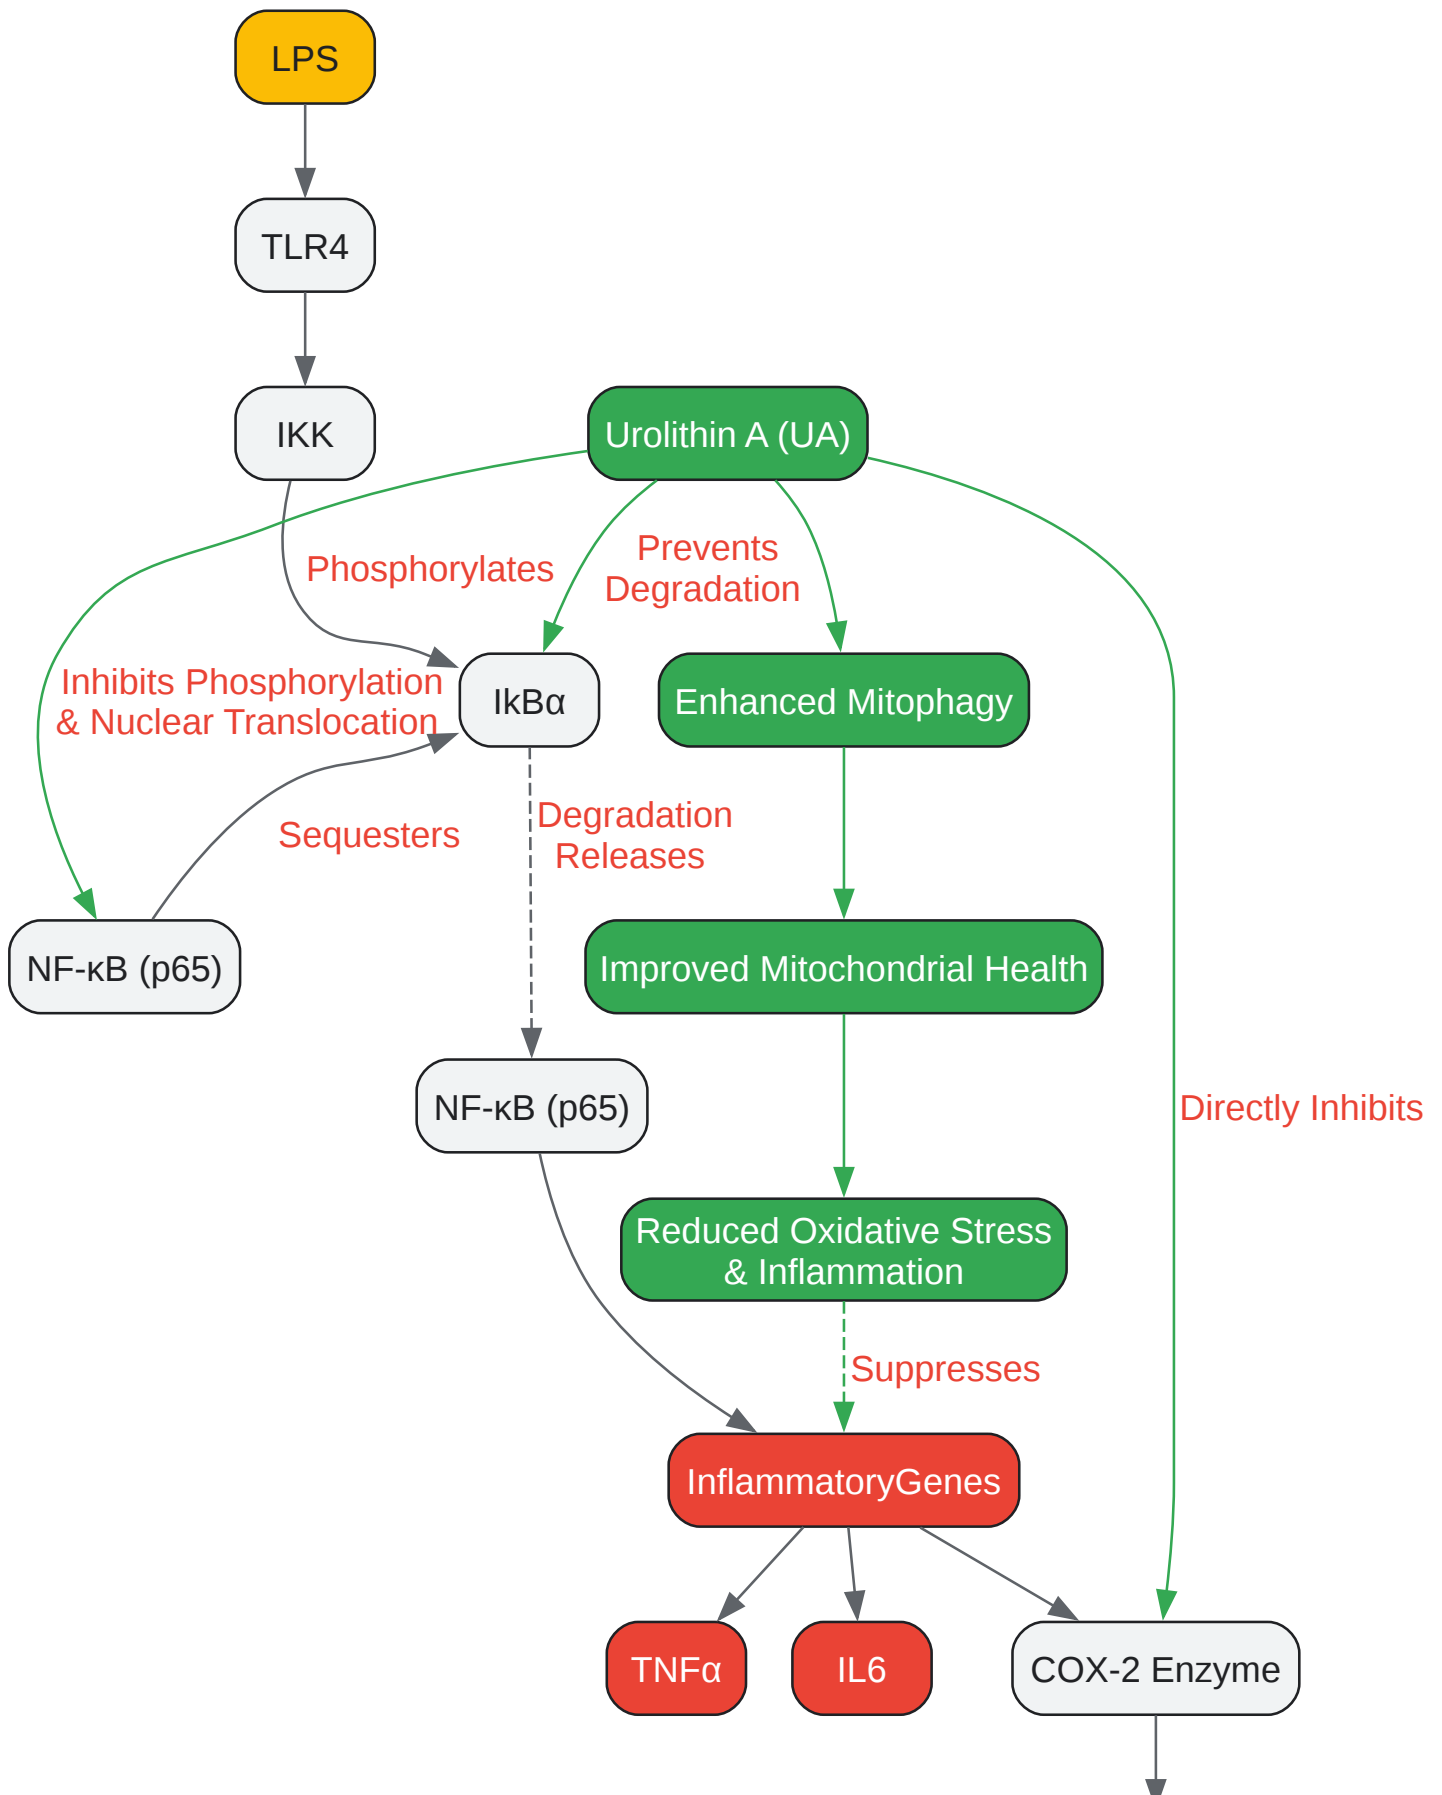 LPS
TLR4
IKK
Urolithin A (UA)
Phosphorylates
Prevents
Degradation
Inhibits Phosphorylation
& Nuclear Translocation
IkBα
Enhanced Mitophagy
Sequesters
Degradation
Releases
NF-κB (p65)
Improved Mitochondrial Health
NF-κB (p65)
Directly Inhibits
Reduced Oxidative Stress
& Inflammation
Suppresses
InflammatoryGenes
TNFα
IL6
COX-2 Enzyme